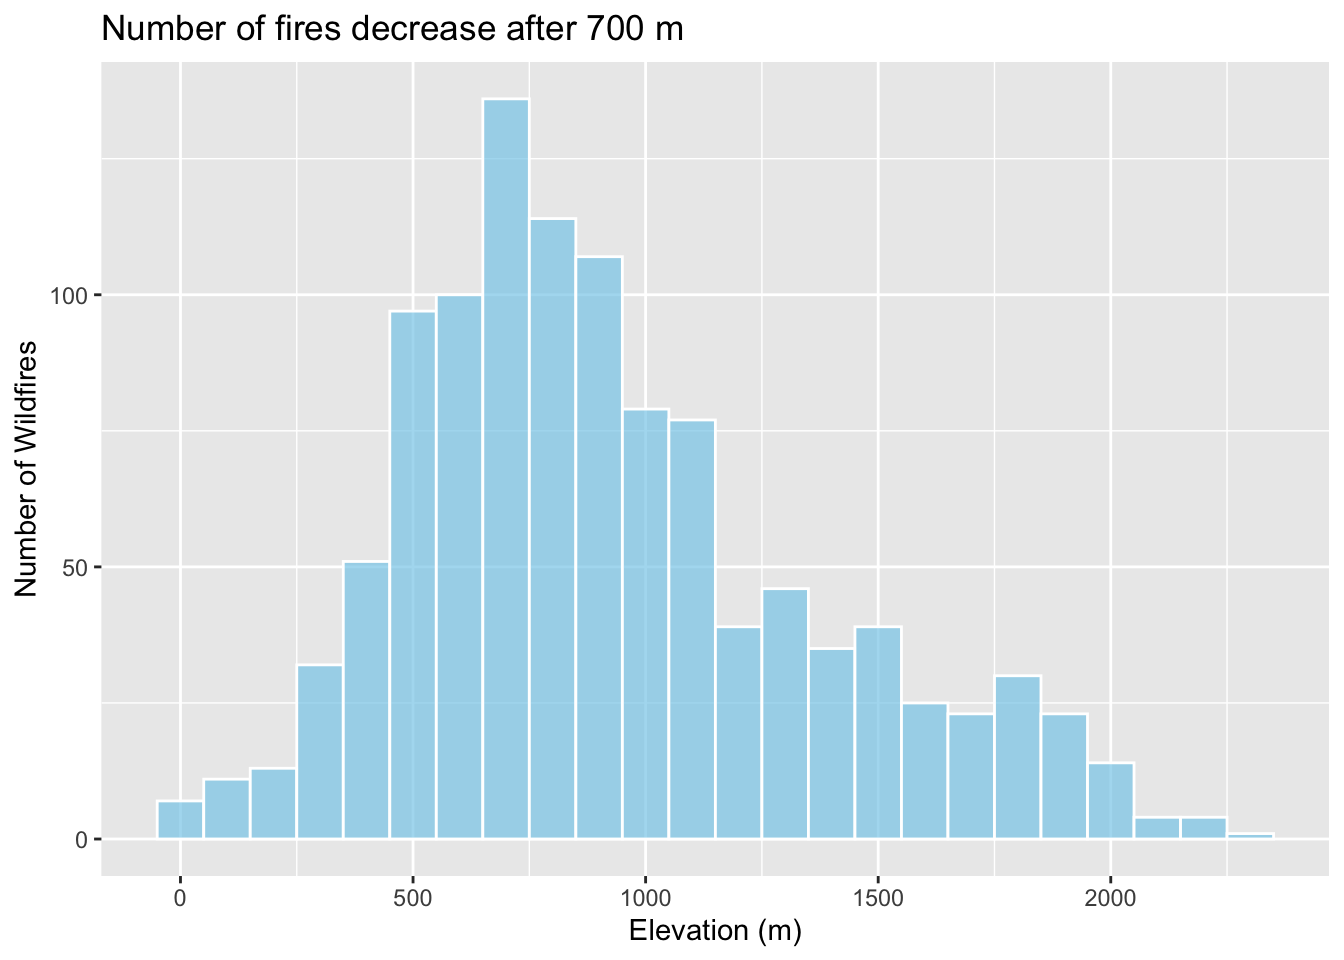 Number of fires decrease after 700 m
Number of Wildfires
100
50
0
0 500 1000 1500 2000
Elevation (m)